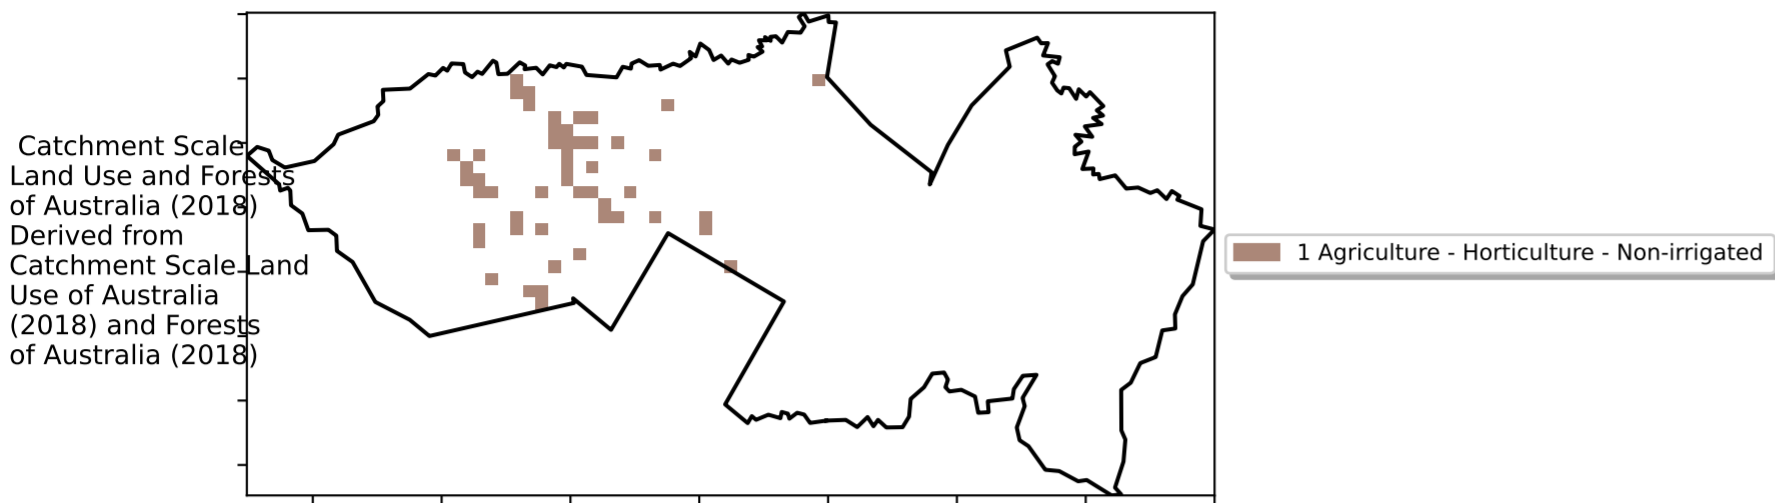 Catchment Scale
Land Use and Forests
of Australia (2018)
Derived from
Catchment Scale Land
Use of Australia
(2018) and Forests
of Australia (2018)
1 Agriculture - Horticulture - Non-irrigated